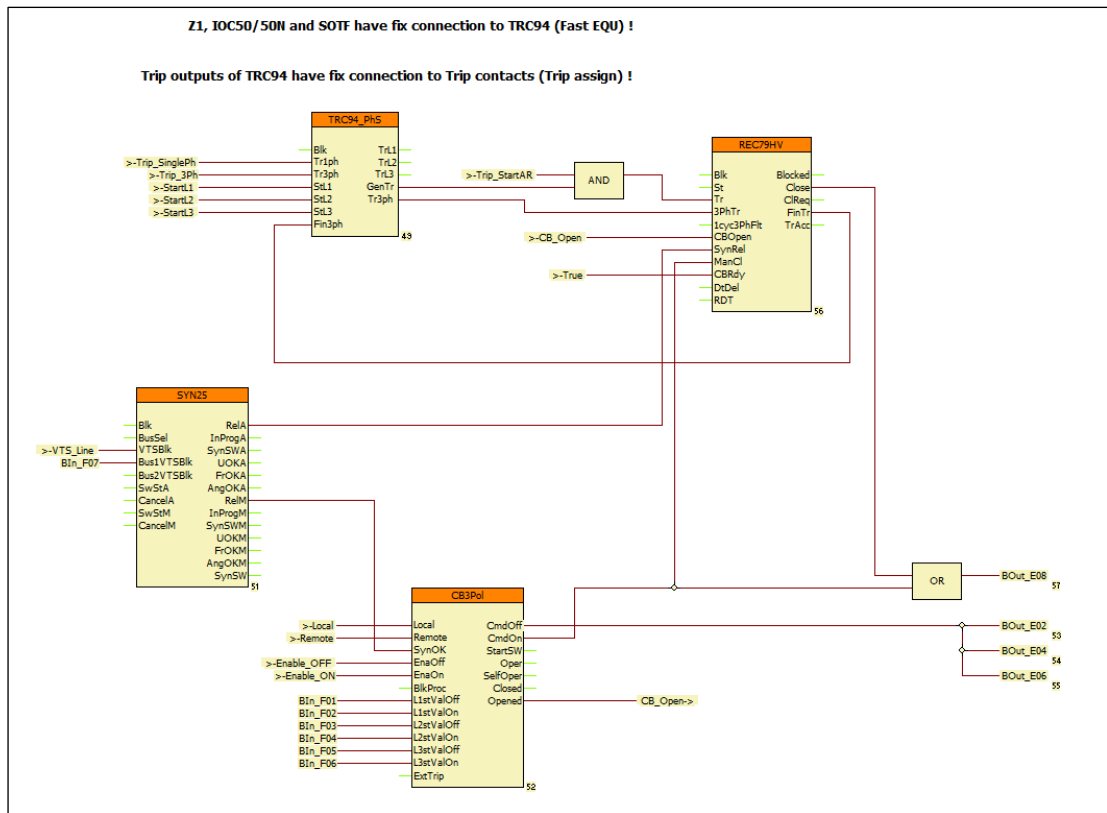 Z1, IOC50/50N and SOTF have fix connection to TRC94 (Fast EQU) !
Trip outputs of TRC94 have fix connection to Trip contacts (Trip assign) !
TRC94_PhS
Blk TrL1
>-Trip_SinglePh Tr1ph TrL2
>-Trip_3Ph Tr3ph TrL3
>-StartL1 StL1 GenTr
>-StartL2 StL2 Tr3ph
>-StartL3 StL3
Fin3ph
49
>-Trip_StartAR
AND
REC79HV
Blk Blocked
St Close
Tr ClReq
3PhTr FinTr
1cyc3PhFlt TrAcc
>-CB_Open CBOpen
SynRel
ManCl
>-True CBRdy
DtDel
RDT
56
SYN25
Blk RelA
BusSel InProgA
>-VTS_Line VTSBlk SynSWA
BIn_F07 Bus1VTSBlk UOKA
Bus2VTSBlk FrOKA
SwStA AngOKA
CancelA RelM
SwStM InProgM
CancelM SynSWM
UOKM
FrOKM
AngOKM
SynSW
51
OR
BOut_E08
57
CB3Pol
>-Local Local CmdOff
>-Remote Remote CmdOn
SynOK StartSW
>-Enable_OFF EnaOff Oper
>-Enable_ON EnaOn SelfOper
BlkProc Closed
BIn_F01 L1stValOff Opened CB_Open->
BIn_F02 L1stValOn
BIn_F03 L2stValOff
BIn_F04 L2stValOn
BIn_F05 L3stValOff
BIn_F06 L3stValOn
ExtTrip
52
BOut_E02
53
BOut_E04
54
BOut_E06
55